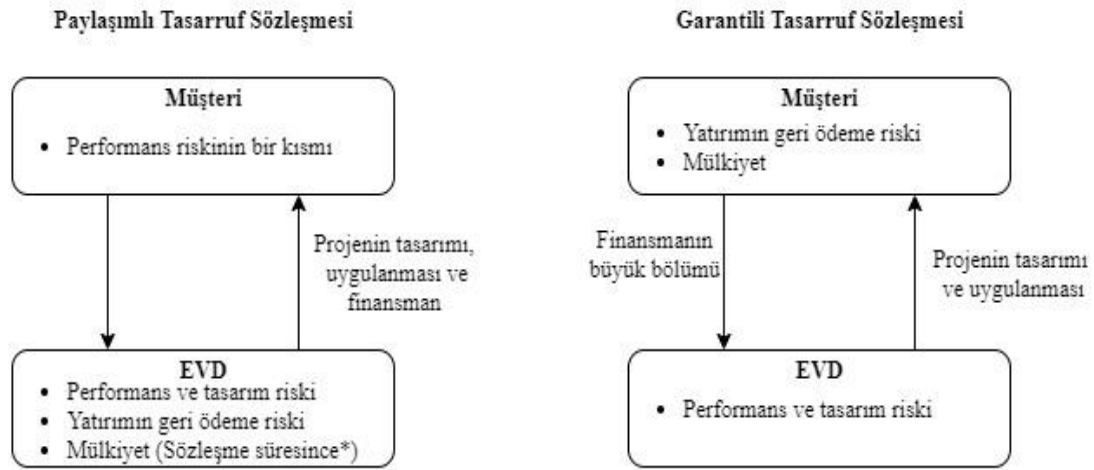 Paylaşımlı Tasarruf Sözleşmesi
Müşteri
• Performans riskinin bir kısmı
Projenin tasarımı,
uygulanması ve
finansman
EVD
• Performans ve tasarım riski
• Yatırımın geri ödeme riski
• Mülkiyet (Sözleşme süresince*)
Garantili Tasarruf Sözleşmesi
Müşteri
• Yatırımın geri ödeme riski
• Mülkiyet
Finansmanın
büyük bölümü
Projenin tasarımı
ve uygulanması
EVD
• Performans ve tasarım riski